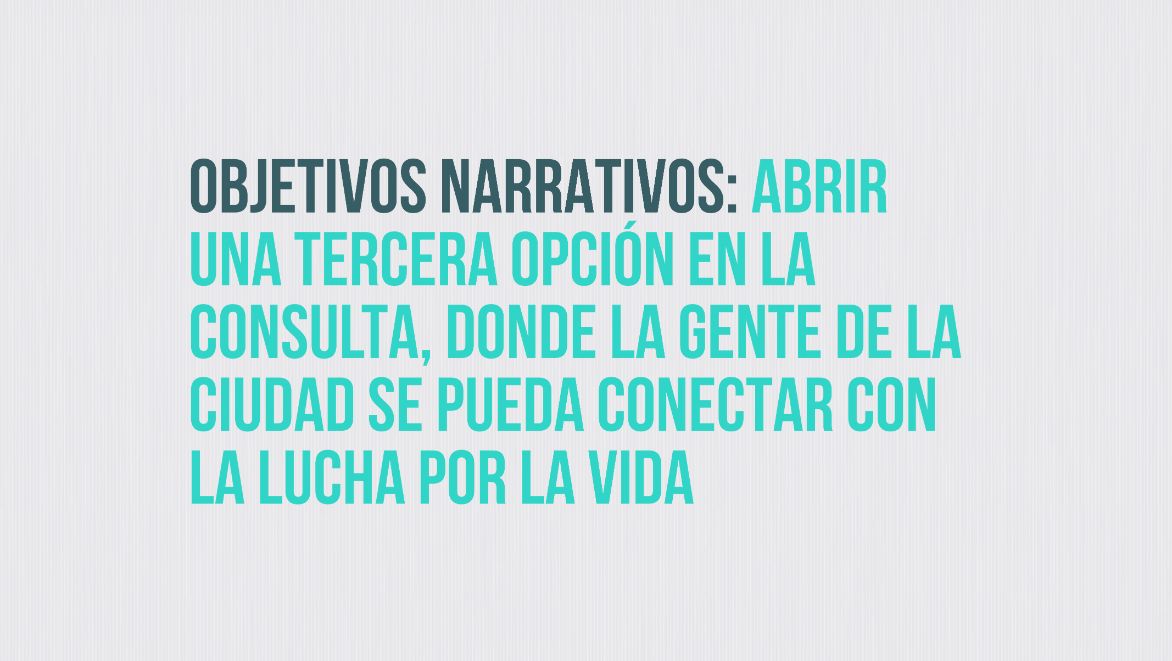 OBJETIVOS NARRATIVOS: ABRIR
UNA TERCERA OPCIÓN EN LA
CONSULTA, DONDE LA GENTE DE LA
CIUDAD SE PUEDA CONECTAR CON
LA LUCHA POR LA VIDA